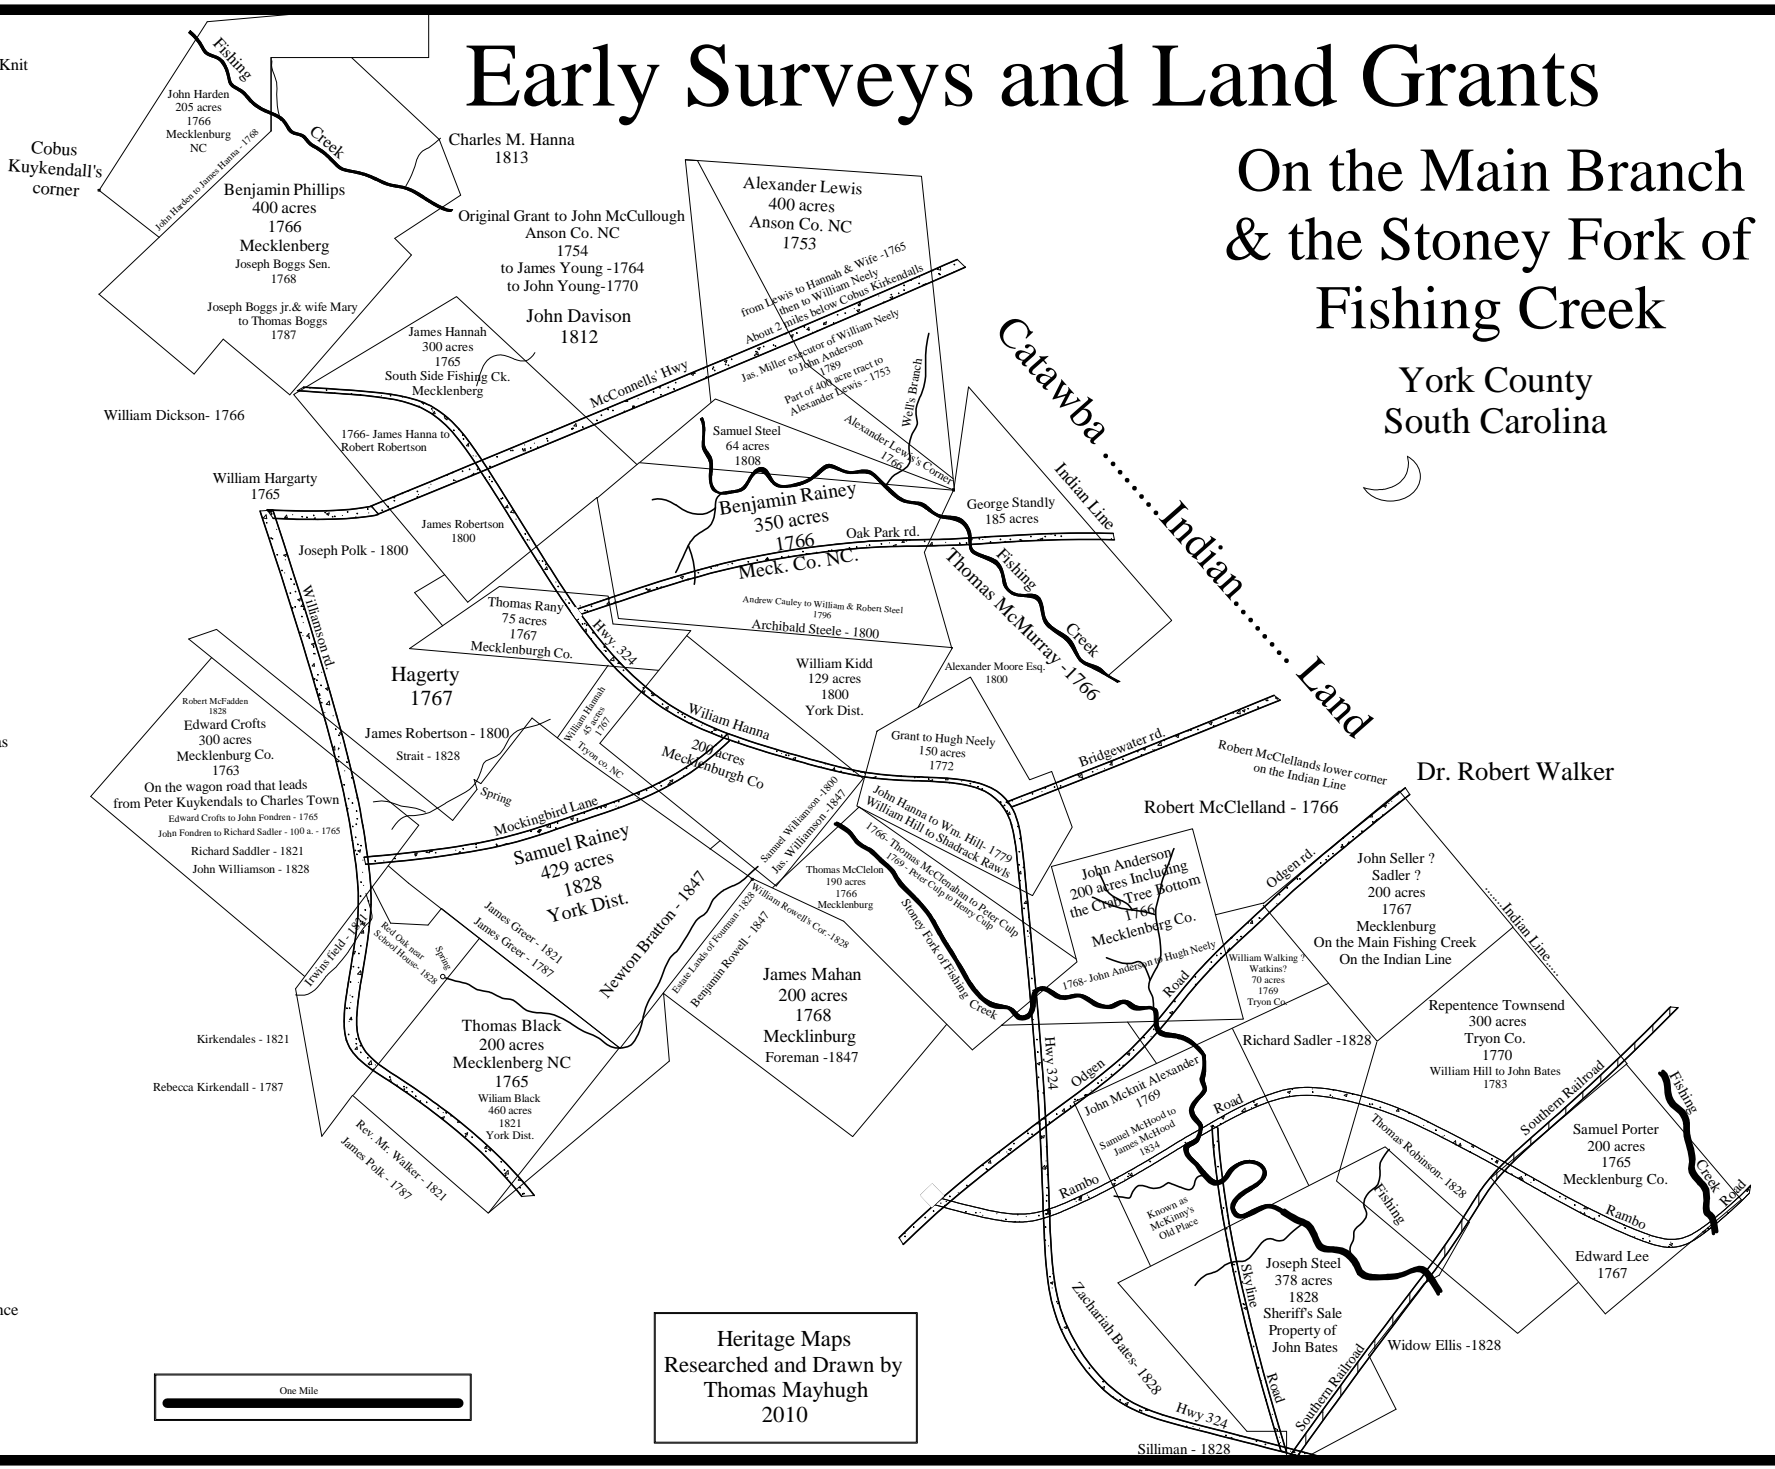 Early Surveys and Land Grants
On the Main Branch
& the Stoney Fork of
Fishing Creek
York County
South Carolina
Knit
Fishing
Creek
John Harden
205 acres
1766
Mecklenburg
NC
John Harden to James Hanna - 1768
Cobus
Kuykendall's
corner
Benjamin Phillips
400 acres
1766
Mecklenberg
Joseph Boggs Sen.
1768
Joseph Boggs jr.& wife Mary
to Thomas Boggs
1787
Charles M. Hanna
1813
Original Grant to John McCullough
Anson Co. NC
1754
to James Young -1764
to John Young-1770
John Davison
1812
Alexander Lewis
400 acres
Anson Co. NC
1753
from Lewis to Hannah & Wife -1765
then to William Neely
About 2 miles below Cobus Kirkendalls
Jas. Miller executor of William Neely
to John Anderson
1789
Part of 400 acre tract to
Alexander Lewis - 1753
Well's Branch
Alexander Lewis's Corner
1766
James Hannah
300 acres
1765
South Side Fishing Ck.
Mecklenberg
McConnells' Hwy
William Dickson- 1766
1766- James Hanna to
Robert Robertson
William Hargarty
1765
Joseph Polk - 1800
James Robertson
1800
Samuel Steel
64 acres
1808
Benjamin Rainey
350 acres
1766
Meck. Co. NC.
Oak Park rd.
Andrew Cauley to William & Robert Steel
1796
Archibald Steele - 1800
George Standly
185 acres
Indian Line
Catawba ........Indian........ Land
Fishing
Creek
Thomas McMurray -1766
Williamson rd.
Thomas Rany
75 acres
1767
Mecklenburgh Co.
Hwy. 324
Hagerty
1767
James Robertson - 1800
Strait - 1828
William Hannah
45 acres
1767
Tryon co. NC
William Kidd
129 acres
1800
York Dist.
Alexander Moore Esq.
1800
Wiliam Hanna
200 acres
Mecklenburgh Co
Grant to Hugh Neely
150 acres
1772
Bridgewater rd.
Robert McClellands lower corner
on the Indian Line
Dr. Robert Walker
Robert McClelland - 1766
as
Robert McFadden
1828
Edward Crofts
300 acres
Mecklenburg Co.
1763
On the wagon road that leads
from Peter Kuykendals to Charles Town
Edward Crofts to John Fondren - 1765
John Fondren to Richard Sadler - 100 a. - 1765
Richard Saddler - 1821
John Williamson - 1828
Spring
Mockingbird Lane
Samuel Rainey
429 acres
1828
York Dist.
Samuel Williamson -1800
Jas. Williamson -1847
John Hanna to Wm. Hill- 1779
William Hill to Shadrack Rawls
1766- Thomas McClenahan to Peter Culp
1769 - Peter Culp to Henry Culp
Thomas McClelon
190 acres
1766
Mecklenburg
John Anderson
200 acres Including
the Crab Tree Bottom
1766
Mecklenberg Co.
1768- John Anderson to Hugh Neely
Odgen rd.
John Seller ?
Sadler ?
200 acres
1767
Mecklenburg
On the Main Fishing Creek
On the Indian Line
......Indian Line.....
William Walking ?
Watkins?
70 acres
1769
Tryon Co.
Irwins field - 1821
Red Oak near
School House- 1828
Spring
James Greer - 1821
James Greer - 1787
Newton Bratton - 1847
Estate Lands of Fourman -1828
Benjamin Rowell - 1847
William Rowell's Cor.-1828
Stoney Fork of Fishing
Creek
James Mahan
200 acres
1768
Mecklinburg
Foreman -1847
Road
Kirkendales - 1821
Rebecca Kirkendall - 1787
Thomas Black
200 acres
Mecklenberg NC
1765
Wiliam Black
460 acres
1821
York Dist.
Rev. Mr. Walker - 1821
James Polk - 1787
Hwy 324
Odgen
John Mcknit Alexander
1769
Samuel McHood to
James McHood
1834
Road
Rambo
Richard Sadler -1828
Repentence Townsend
300 acres
Tryon Co.
1770
William Hill to John Bates
1783
Southern Railroad
Thomas Robinson- 1828
Samuel Porter
200 acres
1765
Mecklenburg Co.
Fishing
Creek
Road
Rambo
Edward Lee
1767
Known as
McKinny's
Old Place
Fishing
Joseph Steel
378 acres
1828
Sheriff's Sale
Property of
John Bates
Skyline
Road
Southern Railroad
Widow Ellis -1828
Zachariah Bates- 1828
Hwy 324
Silliman - 1828
nce
One Mile
Heritage Maps
Researched and Drawn by
Thomas Mayhugh
2010